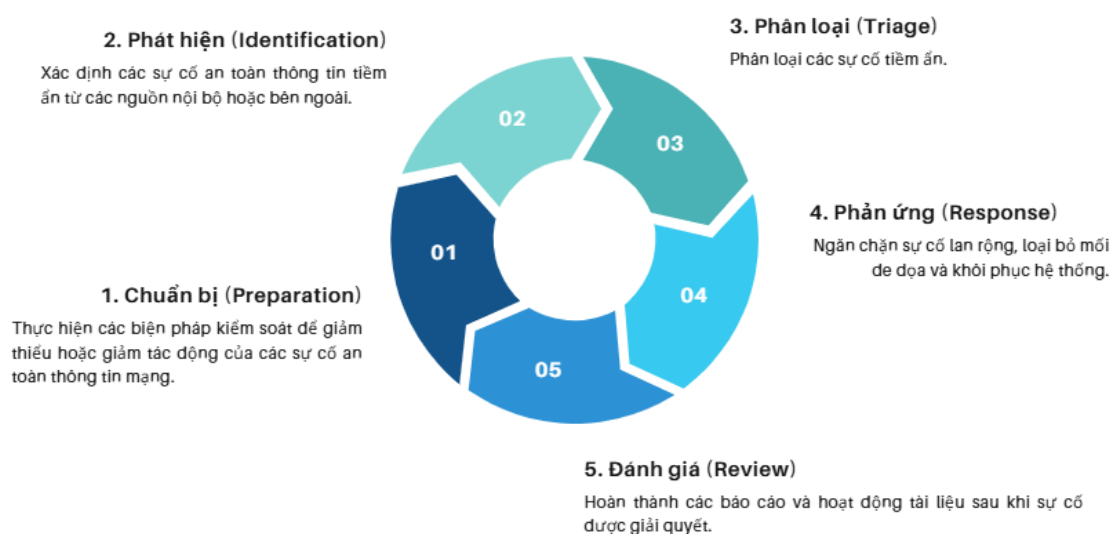 2. Phát hiện (Identification)
Xác định các sự cố an toàn thông tin tiềm
ẩn từ các nguồn nội bộ hoặc bên ngoài.
3. Phân loại (Triage)
Phân loại các sự cố tiềm ẩn.
02
03
4. Phản ứng (Response)
Ngăn chặn sự cố lan rộng, loại bỏ mối
đe dọa và khôi phục hệ thống.
01
04
1. Chuẩn bị (Preparation)
Thực hiện các biện pháp kiểm soát để giảm
thiểu hoặc giảm tác động của các sự cố an
toàn thông tin mạng.
05
5. Đánh giá (Review)
Hoàn thành các báo cáo và hoạt động tài liệu sau khi sự cố
được giải quyết.